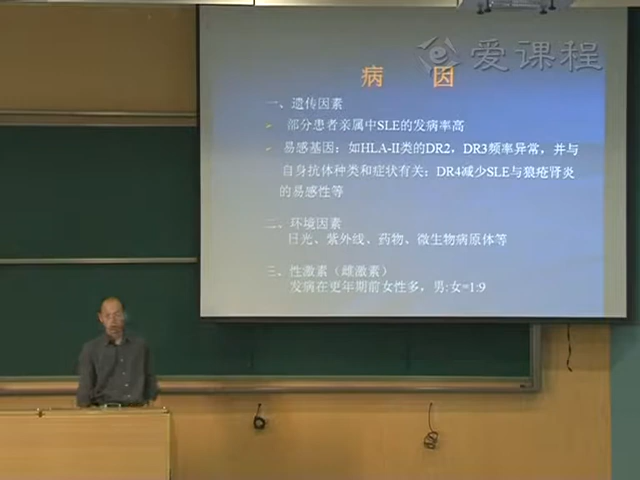 爱课程
病 因
一、遗传因素
部分患者亲属中SLE的发病率高
易感基因：如HLA-II类的DR2，DR3频率异常，并与
自身抗体种类和症状有关；DR4减少SLE与狼疮肾炎
的易感性等
二、环境因素
日光、紫外线、药物、微生物病原体等
三、性激素（雌激素）
发病在更年期前女性多，男:女=1:9